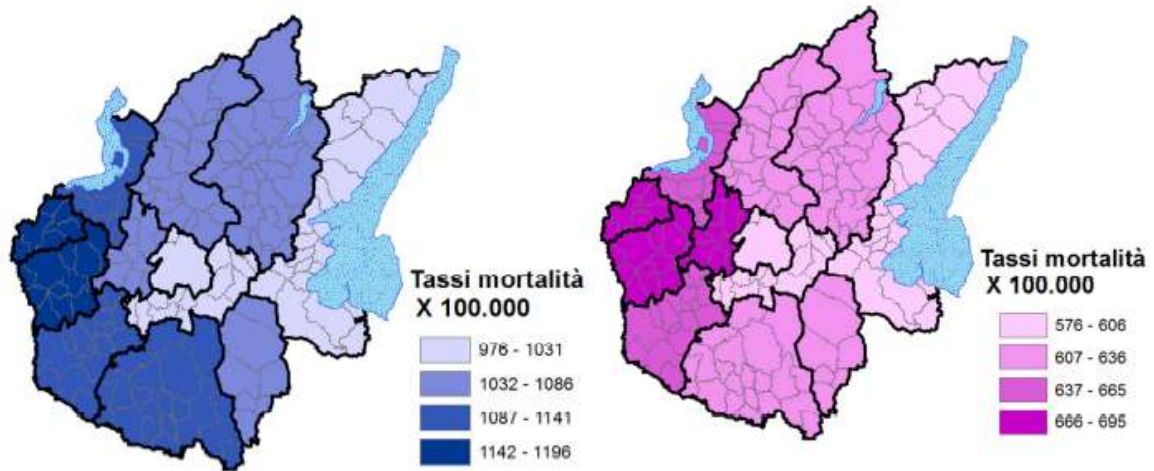 Tassi mortalità
X 100.000
976 - 1031
1032 - 1086
1087 - 1141
1142 - 1196
Tassi mortalità
X 100.000
576 - 606
607 - 636
637 - 665
666 - 695